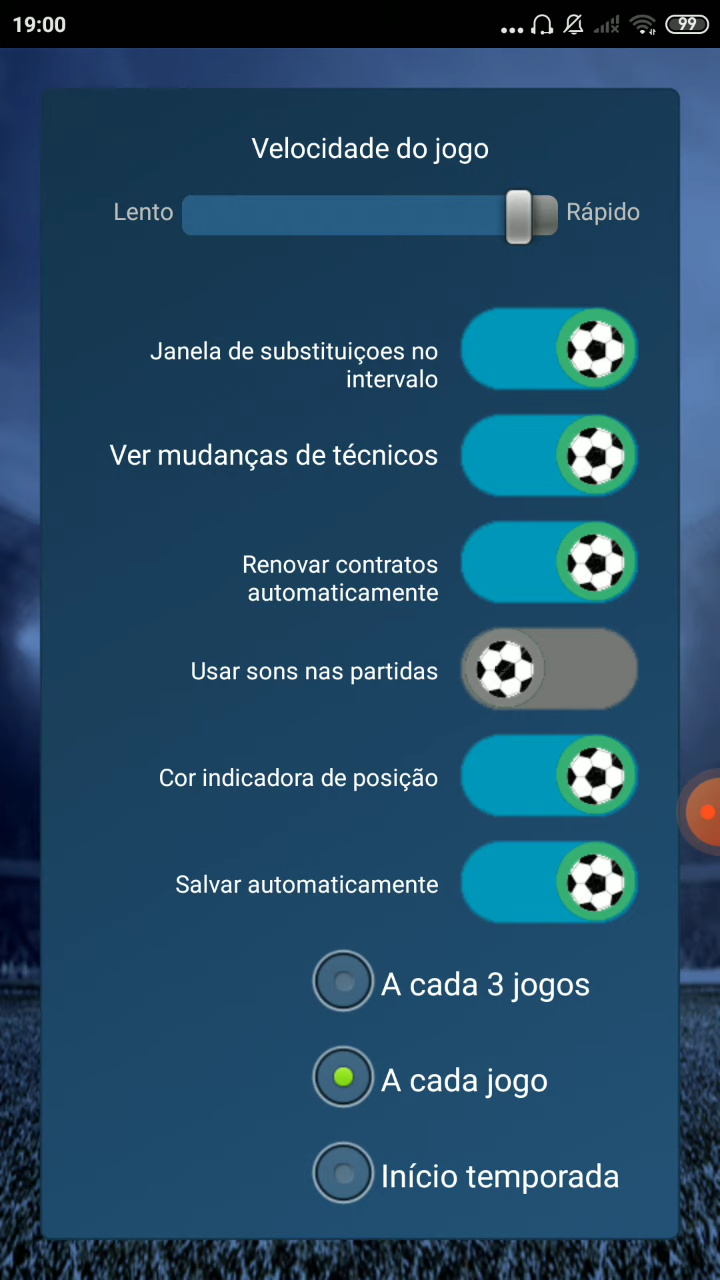 19:00
99
Velocidade do jogo
Lento
Rápido
Janela de substituiçoes no
intervalo
Ver mudanças de técnicos
Renovar contratos
automaticamente
Usar sons nas partidas
Cor indicadora de posição
Salvar automaticamente
A cada 3 jogos
A cada jogo
Início temporada